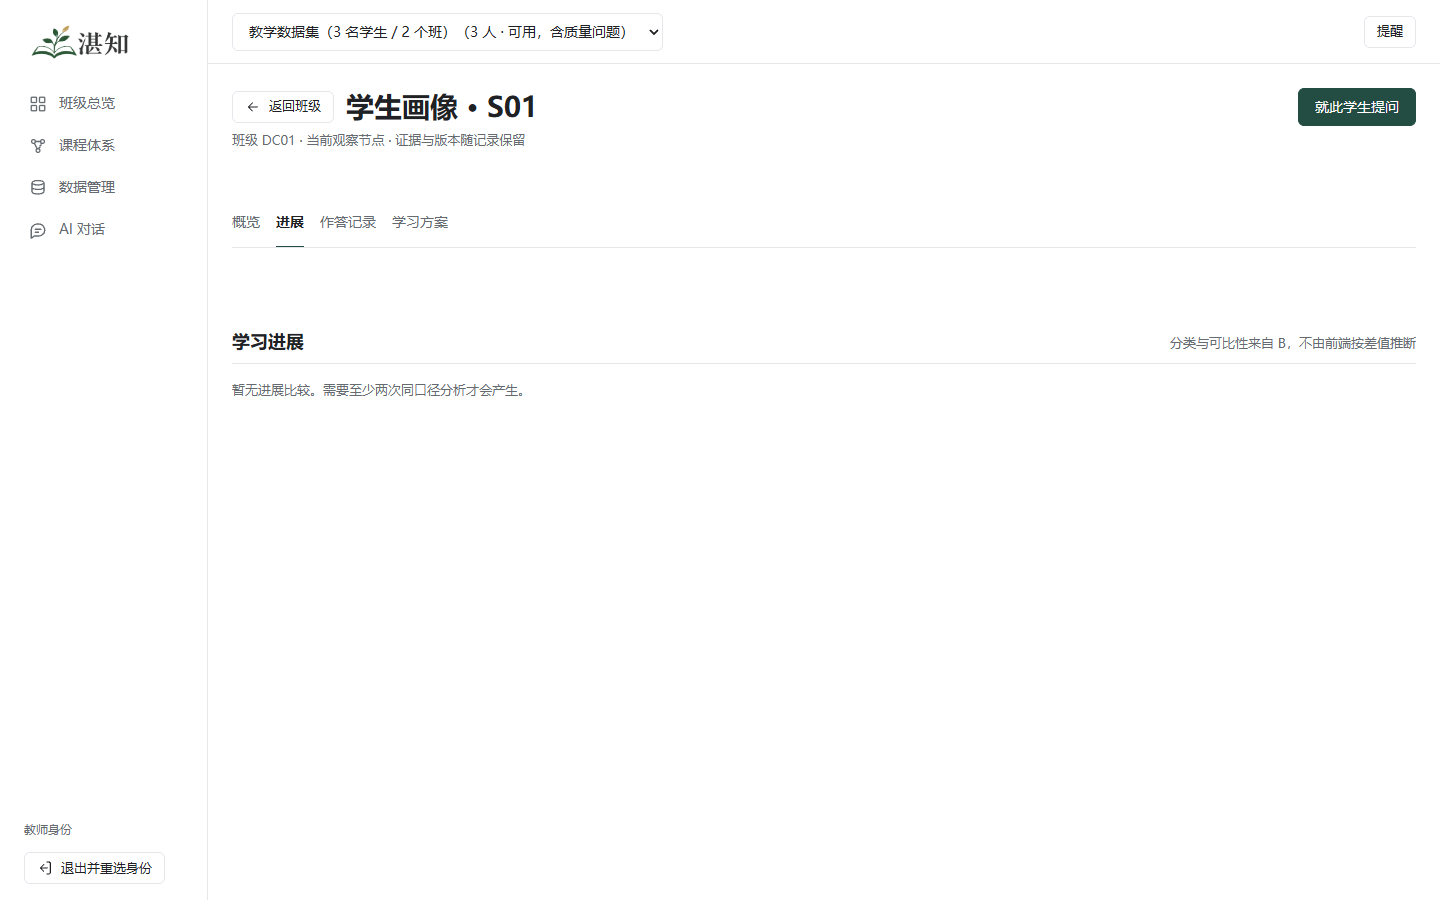 湛知
教学数据集（3 名学生 / 2 个班）（3 人 · 可用，含质量问题）
提醒
班级总览
课程体系
数据管理
AI 对话
返回班级
学生画像 • S01
就此学生提问
班级 DC01 · 当前观察节点 · 证据与版本随记录保留
概览 进展 作答记录 学习方案
学习进展
分类与可比性来自 B，不由前端按差值推断
暂无进展比较。需要至少两次同口径分析才会产生。
教师身份
退出并重选身份